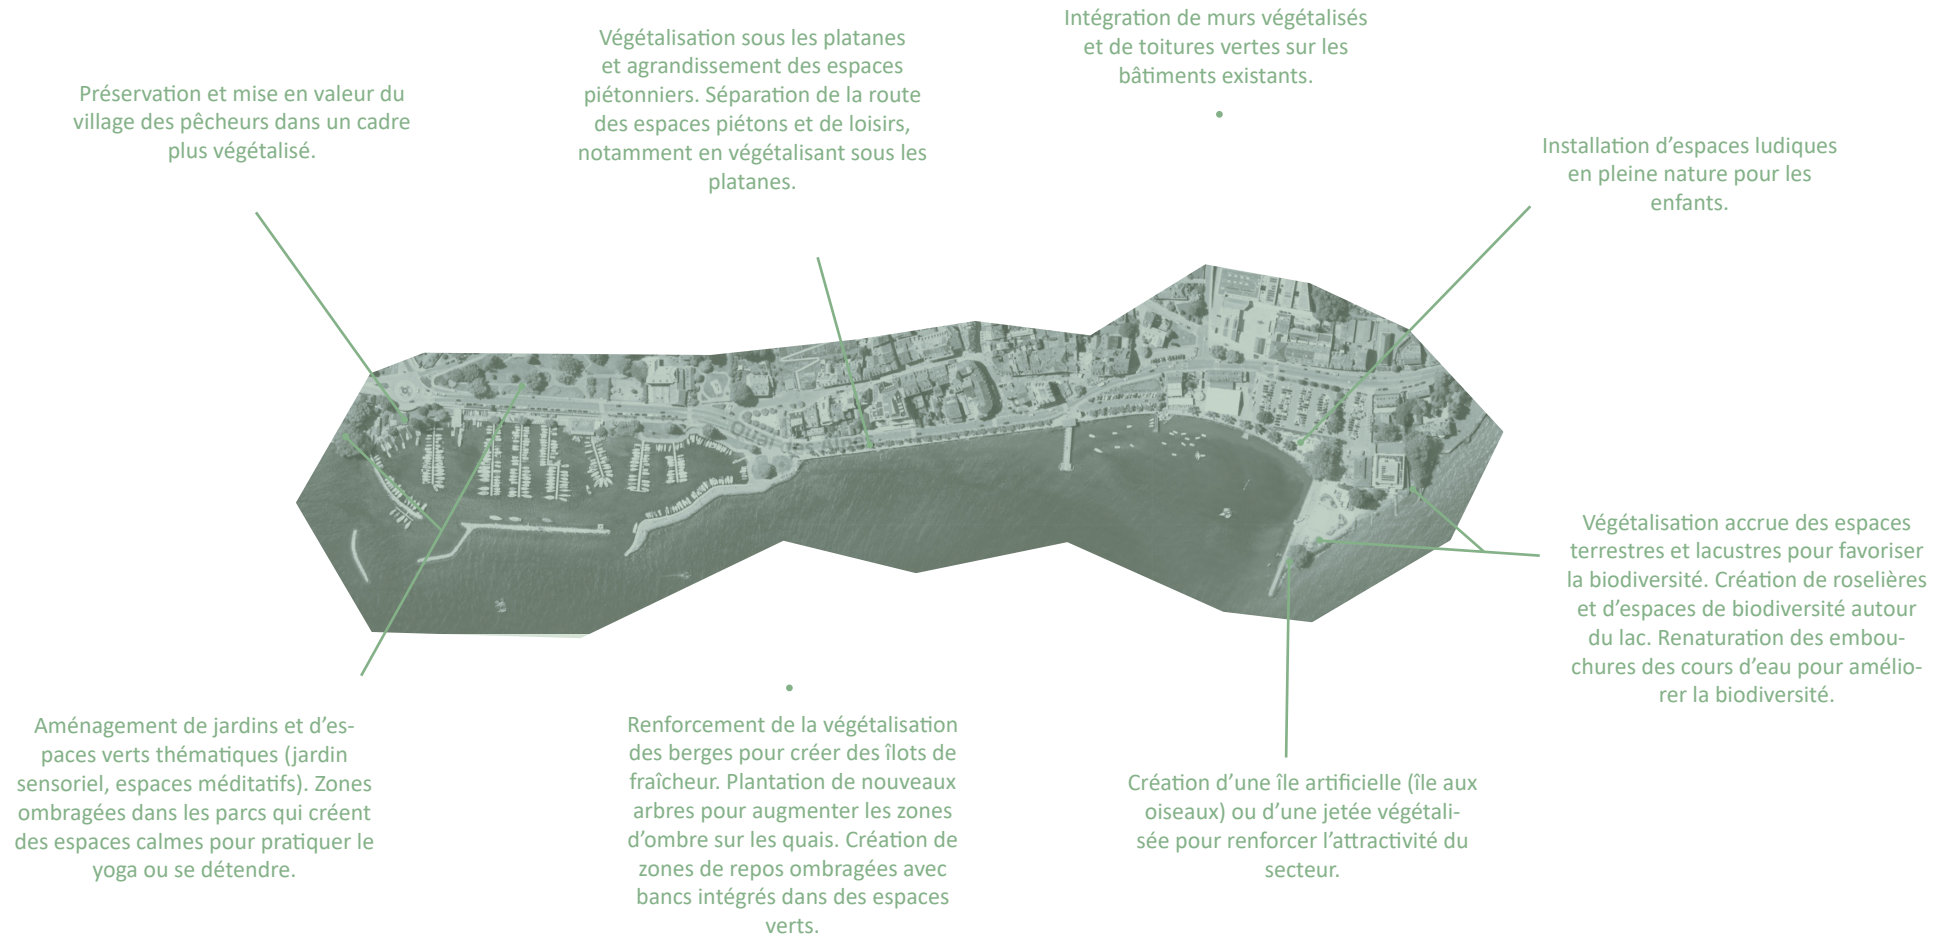 Intégration de murs végétalisés
et de toitures vertes sur les
bâtiments existants.
Végétalisation sous les platanes
et agrandissement des espaces
piétonniers. Séparation de la route
des espaces piétons et de loisirs,
notamment en végétalisant sous les
platanes.
Préservation et mise en valeur du
village des pêcheurs dans un cadre
plus végétalisé.
Installation d’espaces ludiques
en pleine nature pour les
enfants.
Végétalisation accrue des espaces
terrestres et lacustres pour favoriser
la biodiversité. Création de roselières
et d’espaces de biodiversité autour
du lac. Renaturation des embou-
chures des cours d’eau pour amélio-
rer la biodiversité.
Aménagement de jardins et d’es-
paces verts thématiques (jardin
sensoriel, espaces méditatifs). Zones
ombragées dans les parcs qui créent
des espaces calmes pour pratiquer le
yoga ou se détendre.
Renforcement de la végétalisation
des berges pour créer des îlots de
fraîcheur. Plantation de nouveaux
arbres pour augmenter les zones
d’ombre sur les quais. Création de
zones de repos ombragées avec
bancs intégrés dans des espaces
verts.
Création d’une île artificielle (île aux
oiseaux) ou d’une jetée végétali-
sée pour renforcer l’attractivité du
secteur.